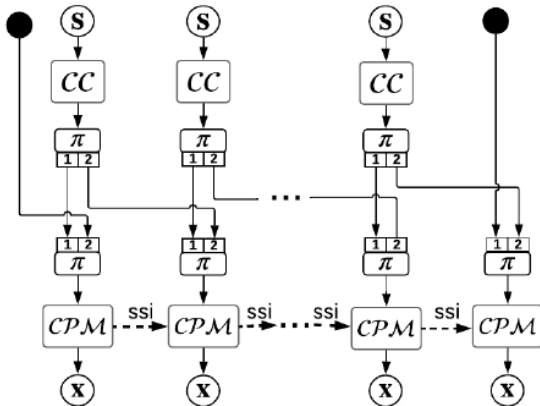 S S S
CC CC CC
π π π
1 2 1 2 1 2
...
1 2 1 2 1 2 1 2
π π π π
ssi ssi ssi ssi
CPM CPM CPM CPM
X X X X